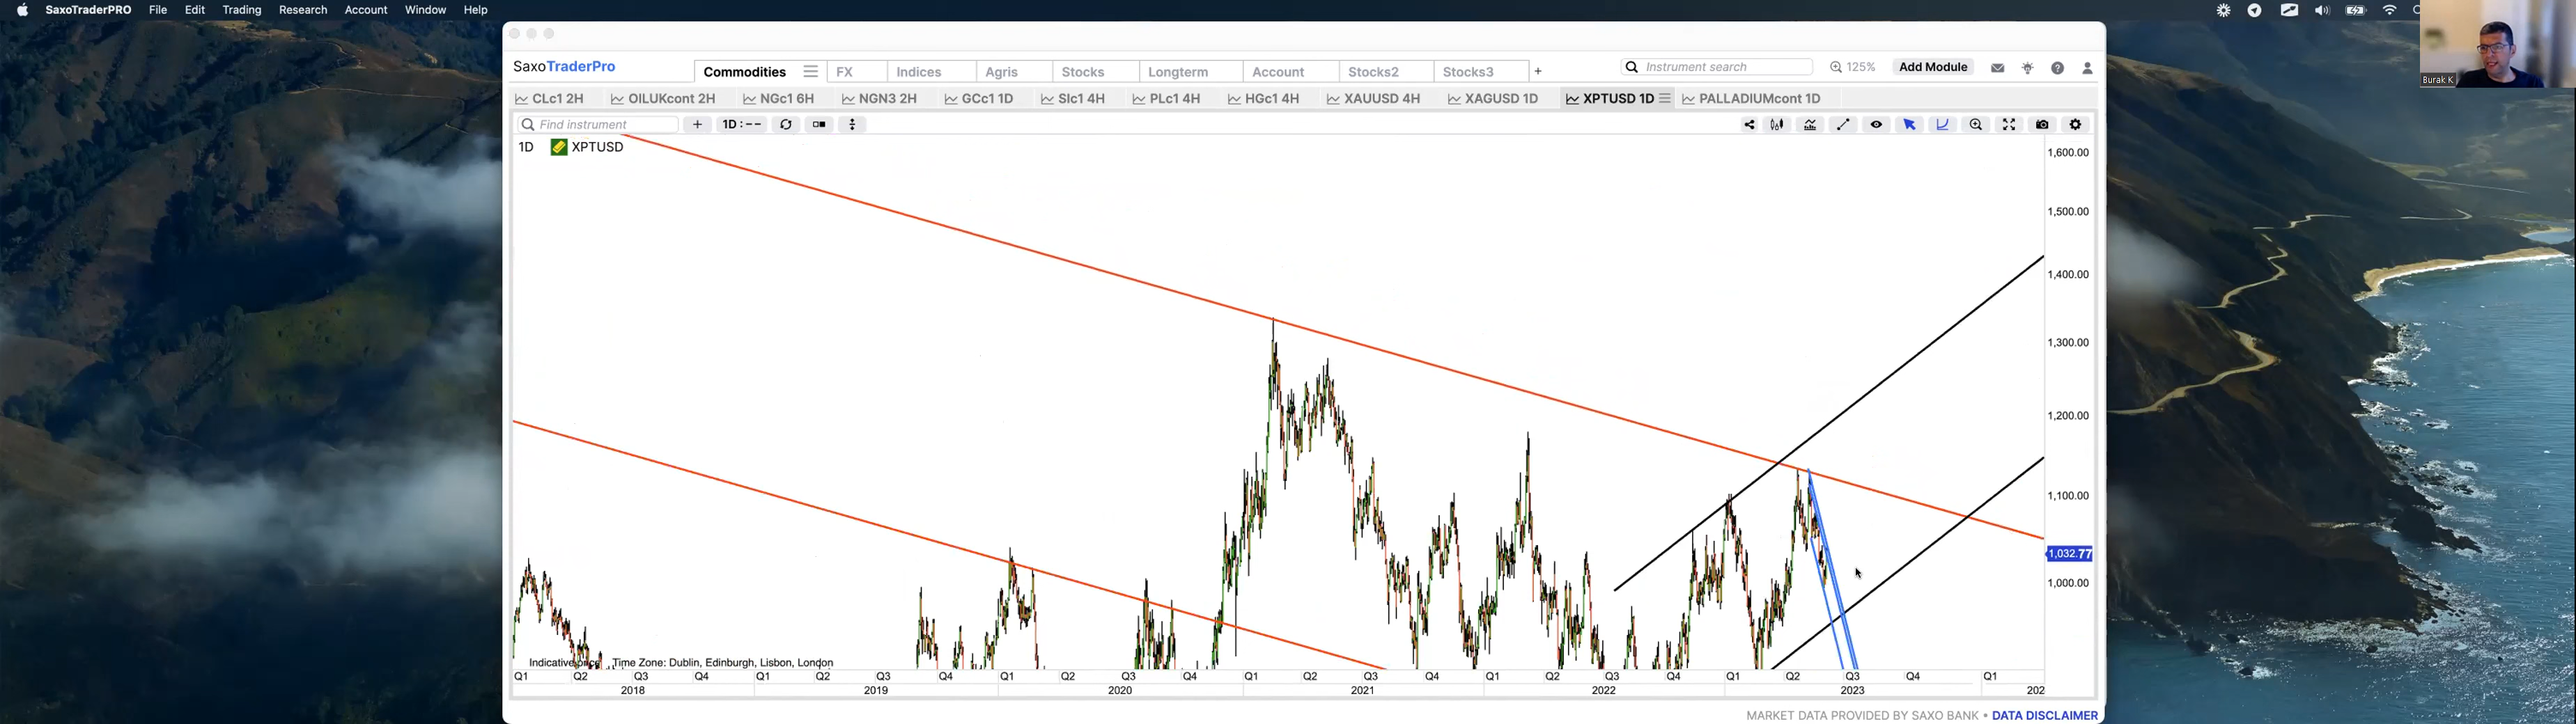 SaxoTraderPRO File Edit Trading Research Account Window Help
Burak K
SaxoTraderPro
Commodities FX Indices Agris Stocks Longterm Account Stocks2 Stocks3 +
Instrument search 125% Add Module
CLc1 2H OILUKcont 2H NGc1 6H NGN3 2H GCc1 1D SIc1 4H PLc1 4H HGc1 4H XAUUSD 4H XAGUSD 1D XPTUSD 1D PALLADIUMcont 1D
Find instrument + 1D : --
1D XPTUSD
1,600.00
1,500.00
1,400.00
1,300.00
1,200.00
1,100.00
1,032.77
1,000.00
Indicative price Time Zone: Dublin, Edinburgh, Lisbon, London
Q1 Q2 Q3 Q4 Q1 Q2 Q3 Q4 Q1 Q2 Q3 Q4 Q1 Q2 Q3 Q4 Q1 Q2 Q3 Q4 Q1 Q2 Q3 Q4 Q1
2018 2019 2020 2021 2022 2023 202
MARKET DATA PROVIDED BY SAXO BANK • DATA DISCLAIMER